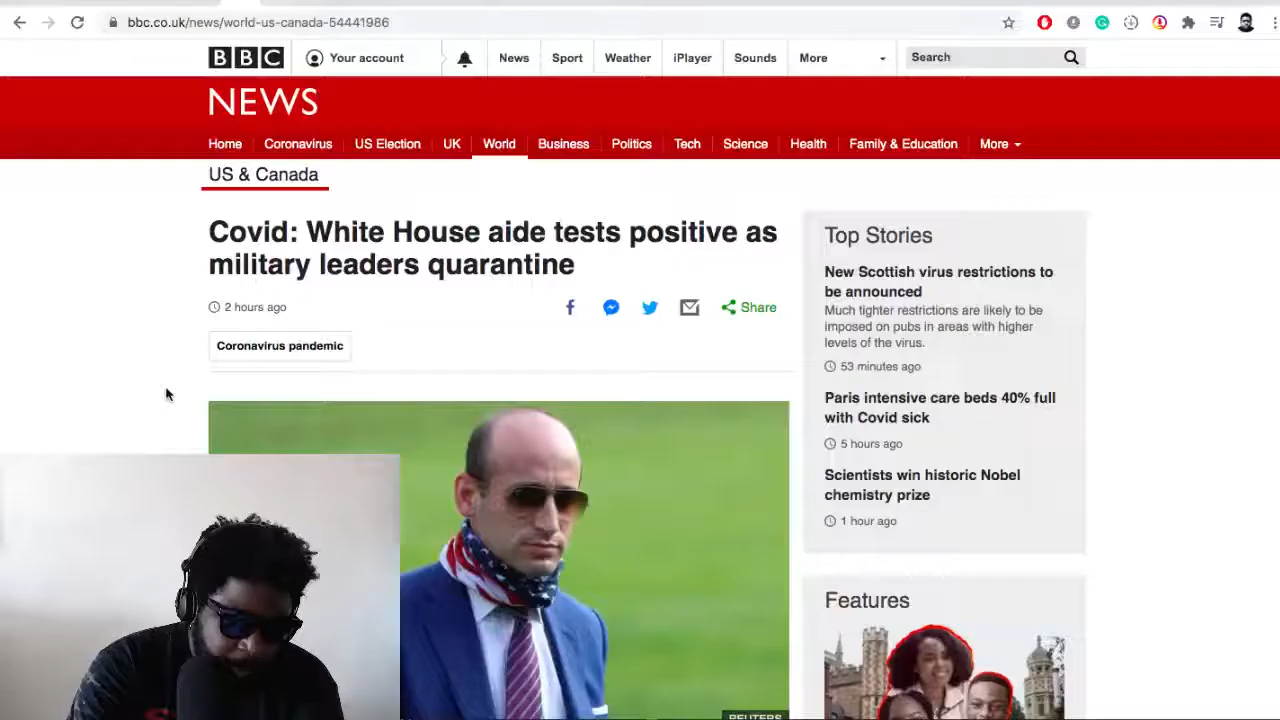 bbc.co.uk/news/world-us-canada-54441986
BBC
Your account
News
Sport
Weather
iPlayer
Sounds
More
Search
NEWS
Home
Coronavirus
US Election
UK
World
Business
Politics
Tech
Science
Health
Family & Education
More
US & Canada
Covid: White House aide tests positive as
military leaders quarantine
2 hours ago
Share
Coronavirus pandemic
REUTERS
Top Stories
New Scottish virus restrictions to
be announced
Much tighter restrictions are likely to be
imposed on pubs in areas with higher
levels of the virus.
53 minutes ago
Paris intensive care beds 40% full
with Covid sick
5 hours ago
Scientists win historic Nobel
chemistry prize
1 hour ago
Features